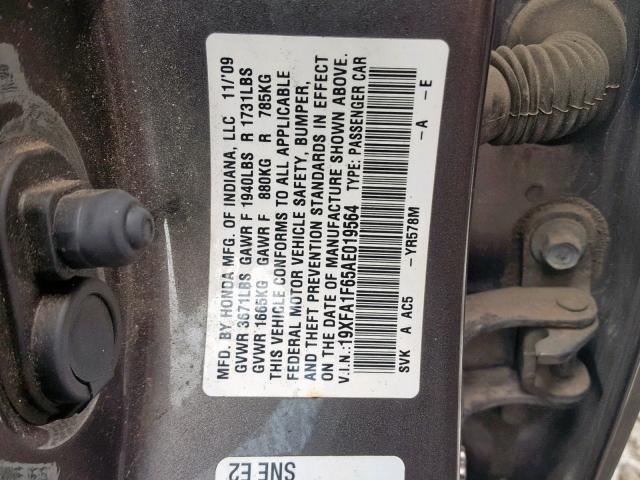 MFD. BY HONDA MFG. OF INDIANA, LLC 11/'09
GVWR 3671LBS GAWR F 1940LBS R 1731LBS
GVWR 1665KG GAWR F 880KG R 785KG
THIS VEHICLE CONFORMS TO ALL APPLICABLE
FEDERAL MOTOR VEHICLE SAFETY, BUMPER,
AND THEFT PREVENTION STANDARDS IN EFFECT
ON THE DATE OF MANUFACTURE SHOWN ABOVE.
V.I.N.:19XFA1F65AE019564 TYPE: PASSENGER CAR
SVK A AC5 - YR578M - A - E
SNE E2